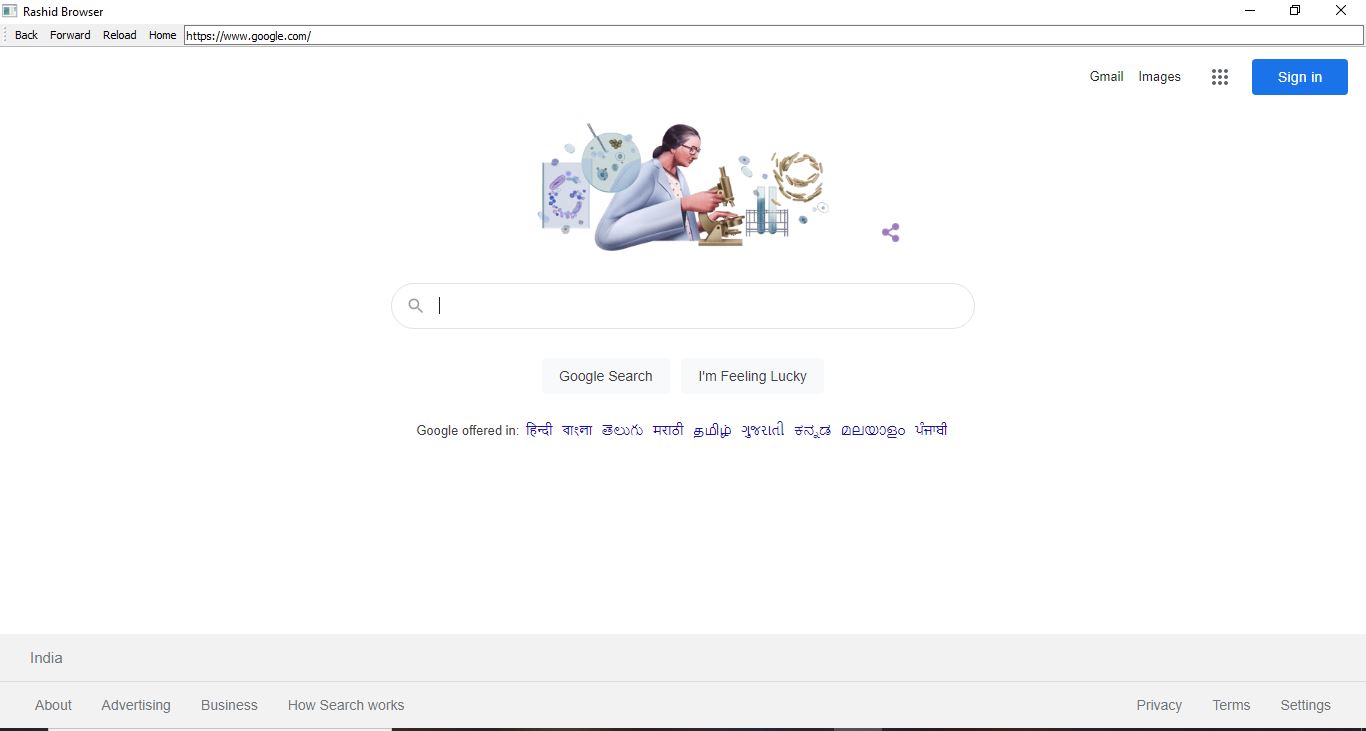 Rashid Browser
Back Forward Reload Home https://www.google.com/
Gmail Images Sign in
Google Search I'm Feeling Lucky
Google offered in: हिन्दी বাংলা తెలుగు मराठी தமிழ் ગુજરાતી ಕನ್ನಡ മലയാളം ਪੰਜਾਬੀ
India
About Advertising Business How Search works Privacy Terms Settings